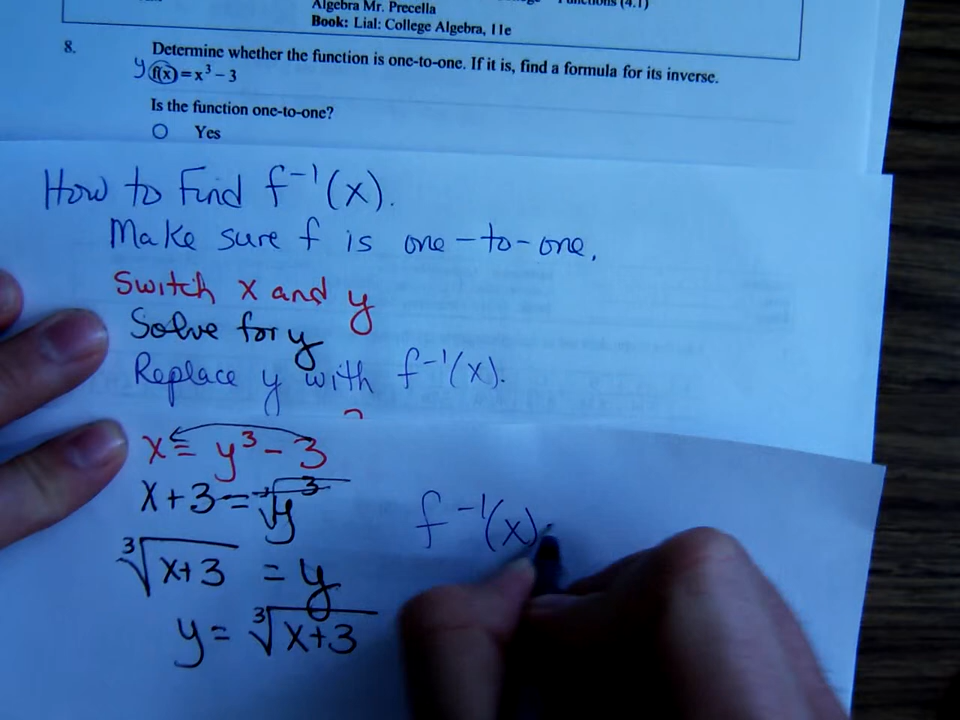 Functions (4.1)
Algebra Mr. Precella
Book: Lial: College Algebra, 11e
8. Determine whether the function is one-to-one. If it is, find a formula for its inverse.
y f(x) = x³ − 3
Is the function one-to-one?
Yes
How to Find f⁻¹(x).
Make sure f is one-to-one.
Switch x and y
Solve for y
Replace y with f⁻¹(x).
x = y³ − 3
x + 3 = ∛y³
∛x+3 = y
y = ∛x+3
f⁻¹(x)